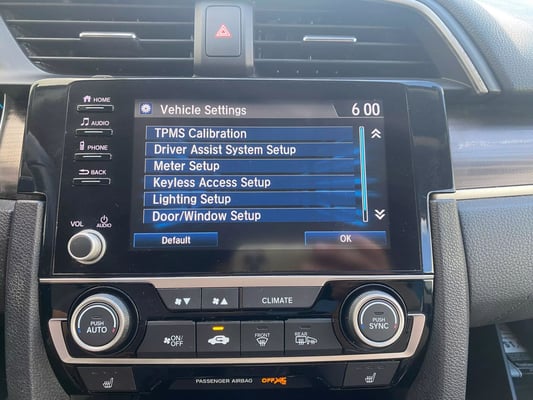 HOME
Vehicle Settings
6 00
AUDIO
TPMS Calibration
Driver Assist System Setup
PHONE
Meter Setup
BACK
Keyless Access Setup
Lighting Setup
VOL
AUDIO
Door/Window Setup
Default
OK
CLIMATE
PUSH
AUTO
ON/
OFF
FRONT
REAR
PUSH
SYNC
PASSENGER AIRBAG
OFF